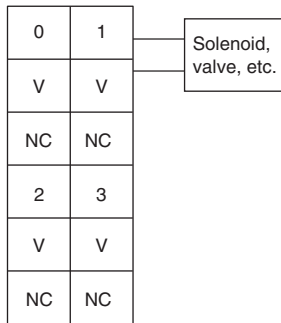 0 1
V V
NC NC
2 3
V V
NC NC
Solenoid,
valve, etc.